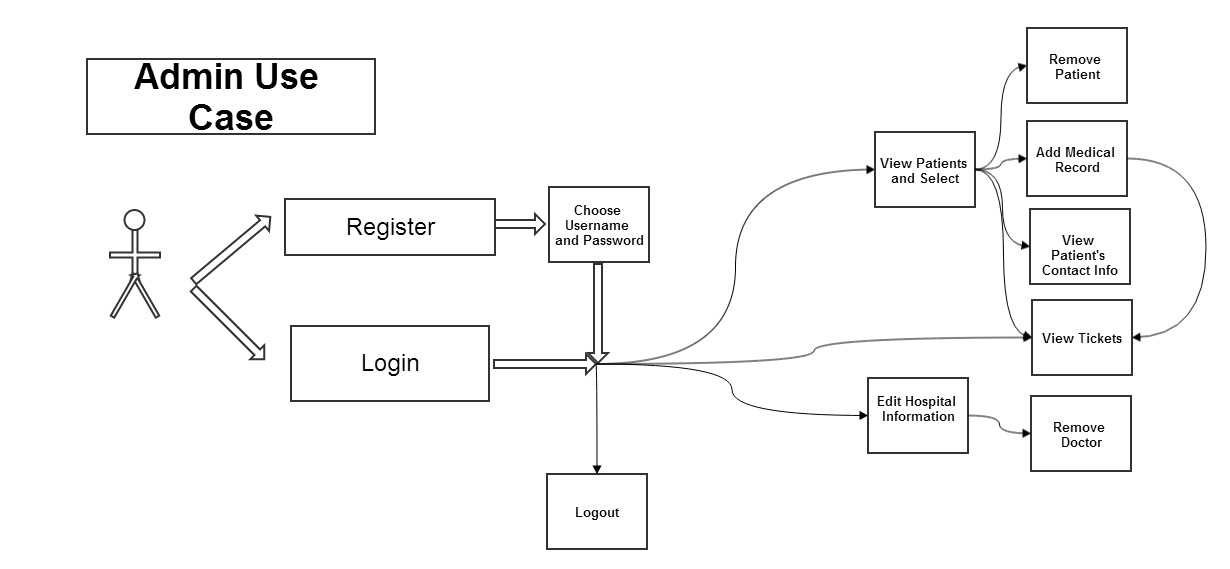 Admin Use
Case
Register
Choose
Username
and Password
Login
Logout
View Patients
and Select
Remove
Patient
Add Medical
Record
View
Patient's
Contact Info
View Tickets
Edit Hospital
Information
Remove
Doctor